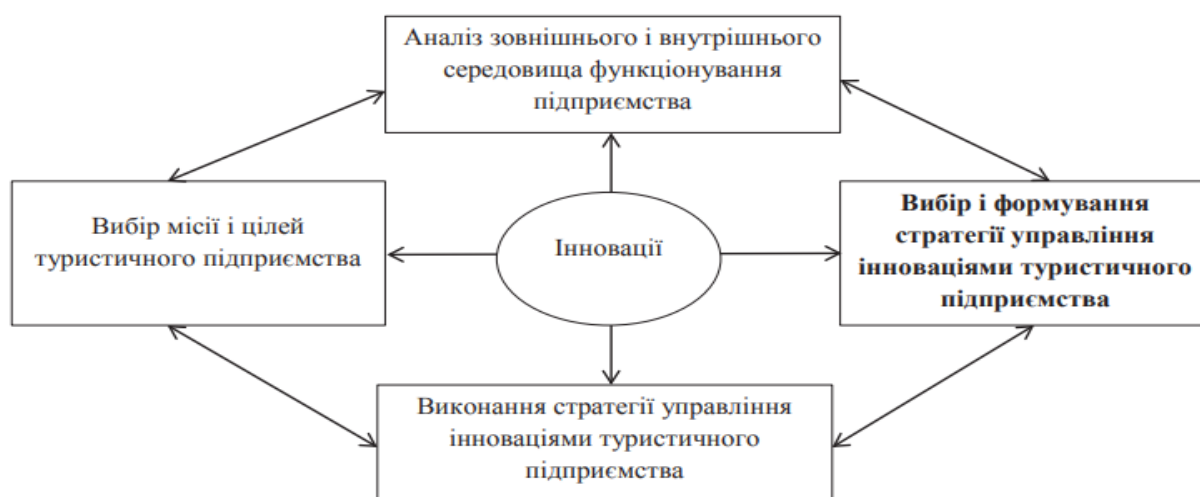 Аналіз зовнішнього і внутрішнього
середовища функціонування
підприємства
Вибір місії і цілей
туристичного підприємства
Інновації
Вибір і формування
стратегії управління
інноваціями туристичного
підприємства
Виконання стратегії управління
інноваціями туристичного
підприємства